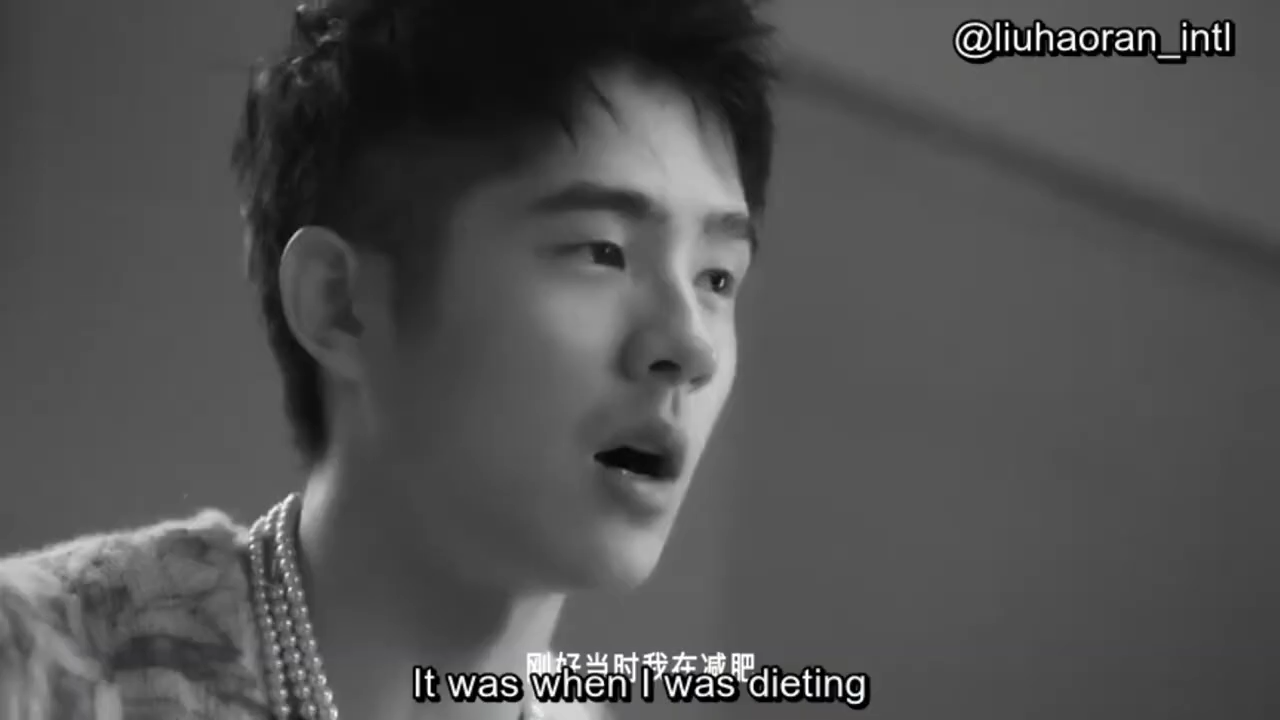 @liuhaoran_intl
刚好当时我在减肥
It was when I was dieting